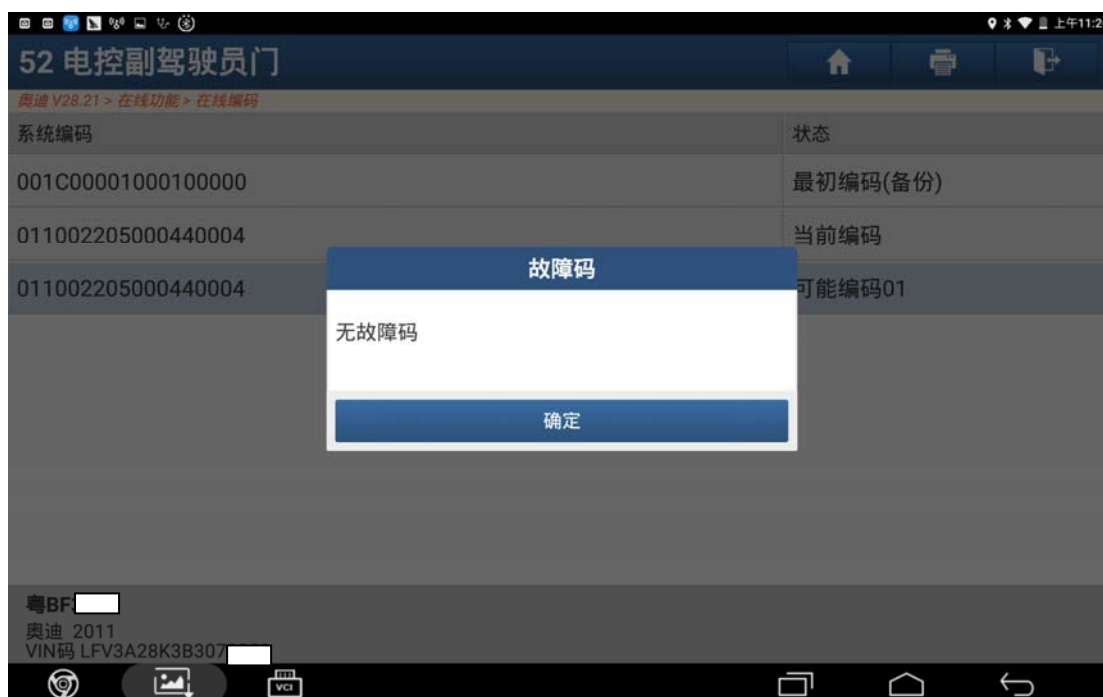 上午11:2
52 电控副驾驶员门
奥迪 V28.21 > 在线功能 > 在线编码
系统编码 状态
001C00001000100000 最初编码(备份)
011002205000440004 当前编码
故障码
011002205000440004 可能编码01
无故障码
确定
粤BF
奥迪 2011
VIN码 LFV3A28K3B307
VCI